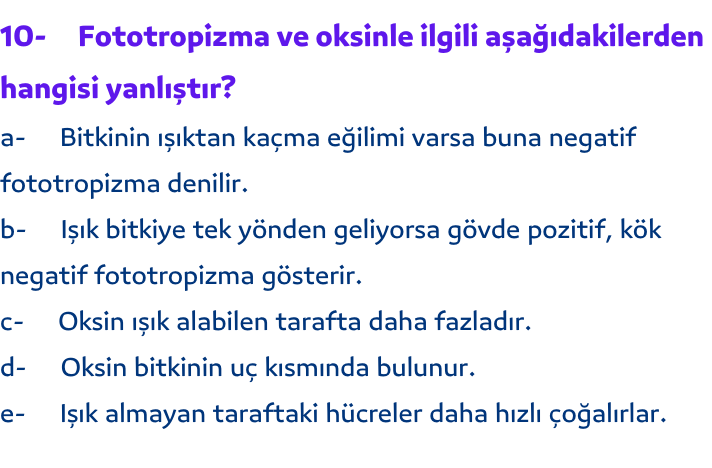 10- Fototropizma ve oksinle ilgili aşağıdakilerden
hangisi yanlıştır?
a- Bitkinin ışıktan kaçma eğilimi varsa buna negatif
fototropizma denilir.
b- Işık bitkiye tek yönden geliyorsa gövde pozitif, kök
negatif fototropizma gösterir.
c- Oksin ışık alabilen tarafta daha fazladır.
d- Oksin bitkinin uç kısmında bulunur.
e- Işık almayan taraftaki hücreler daha hızlı çoğalırlar.